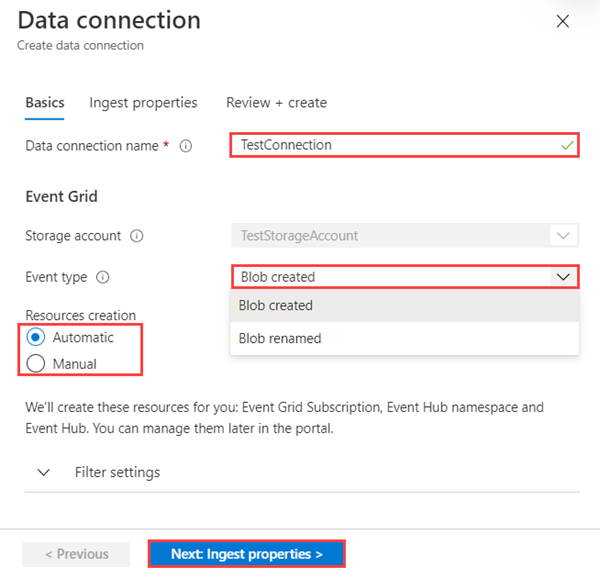 Data connection
Create data connection
Basics Ingest properties Review + create
Data connection name * TestConnection
Event Grid
Storage account TestStorageAccount
Event type Blob created
Blob created
Resources creation
Automatic Blob renamed
Manual
We'll create these resources for you: Event Grid Subscription, Event Hub namespace and
Event Hub. You can manage them later in the portal.
Filter settings
< Previous Next: Ingest properties >